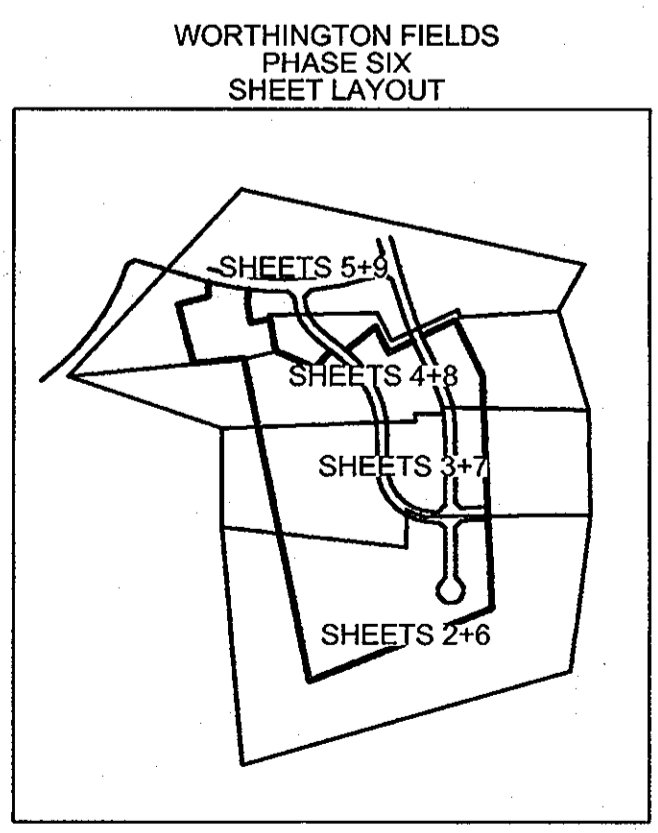 WORTHINGTON FIELDS
PHASE SIX
SHEET LAYOUT
SHEETS 5+9
SHEETS 4+8
SHEETS 3+7
SHEETS 2+6